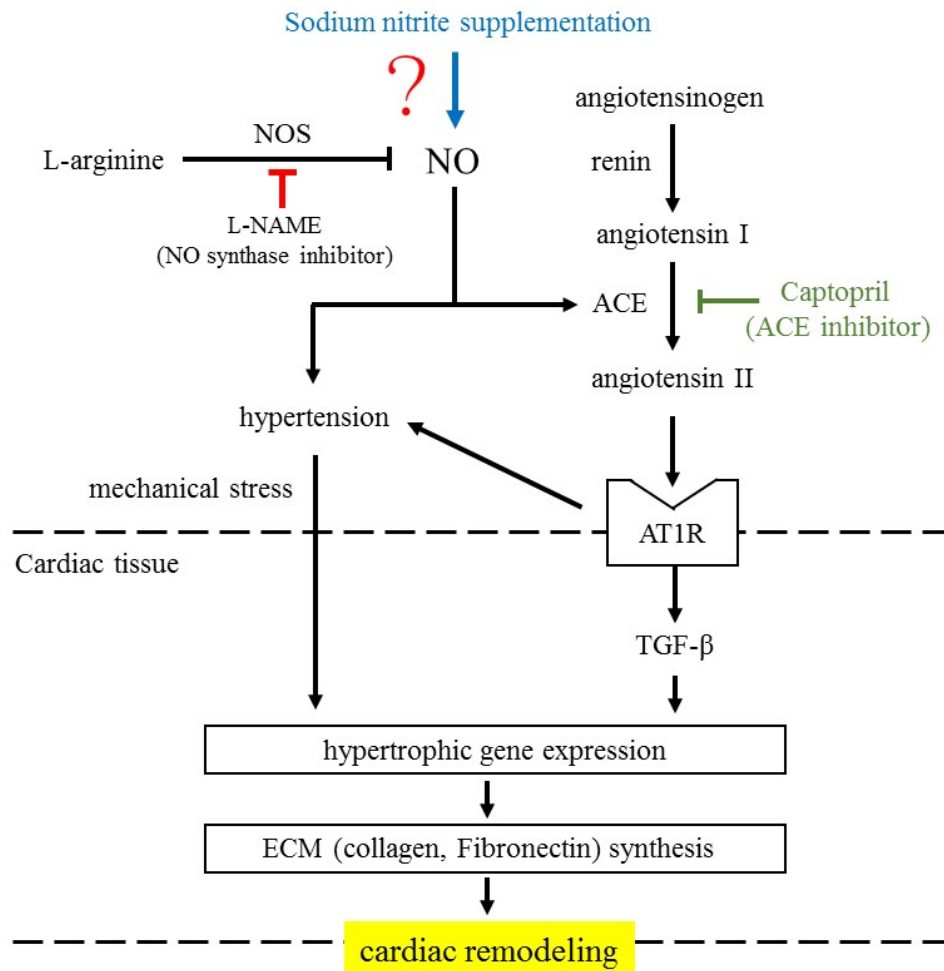 Sodium nitrite supplementation
?
angiotensinogen
NOS
L-arginine
NO
renin
L-NAME
(NO synthase inhibitor)
angiotensin I
ACE
Captopril
(ACE inhibitor)
angiotensin II
hypertension
mechanical stress
AT1R
Cardiac tissue
TGF-β
hypertrophic gene expression
ECM (collagen, Fibronectin) synthesis
cardiac remodeling